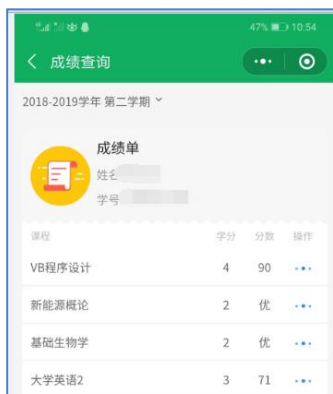 47% 10:54
成绩查询
2018-2019学年 第二学期
成绩单
姓名
学号
课程 学分 分数 操作
VB程序设计 4 90
新能源概论 2 优
基础生物学 2 优
大学英语2 3 71